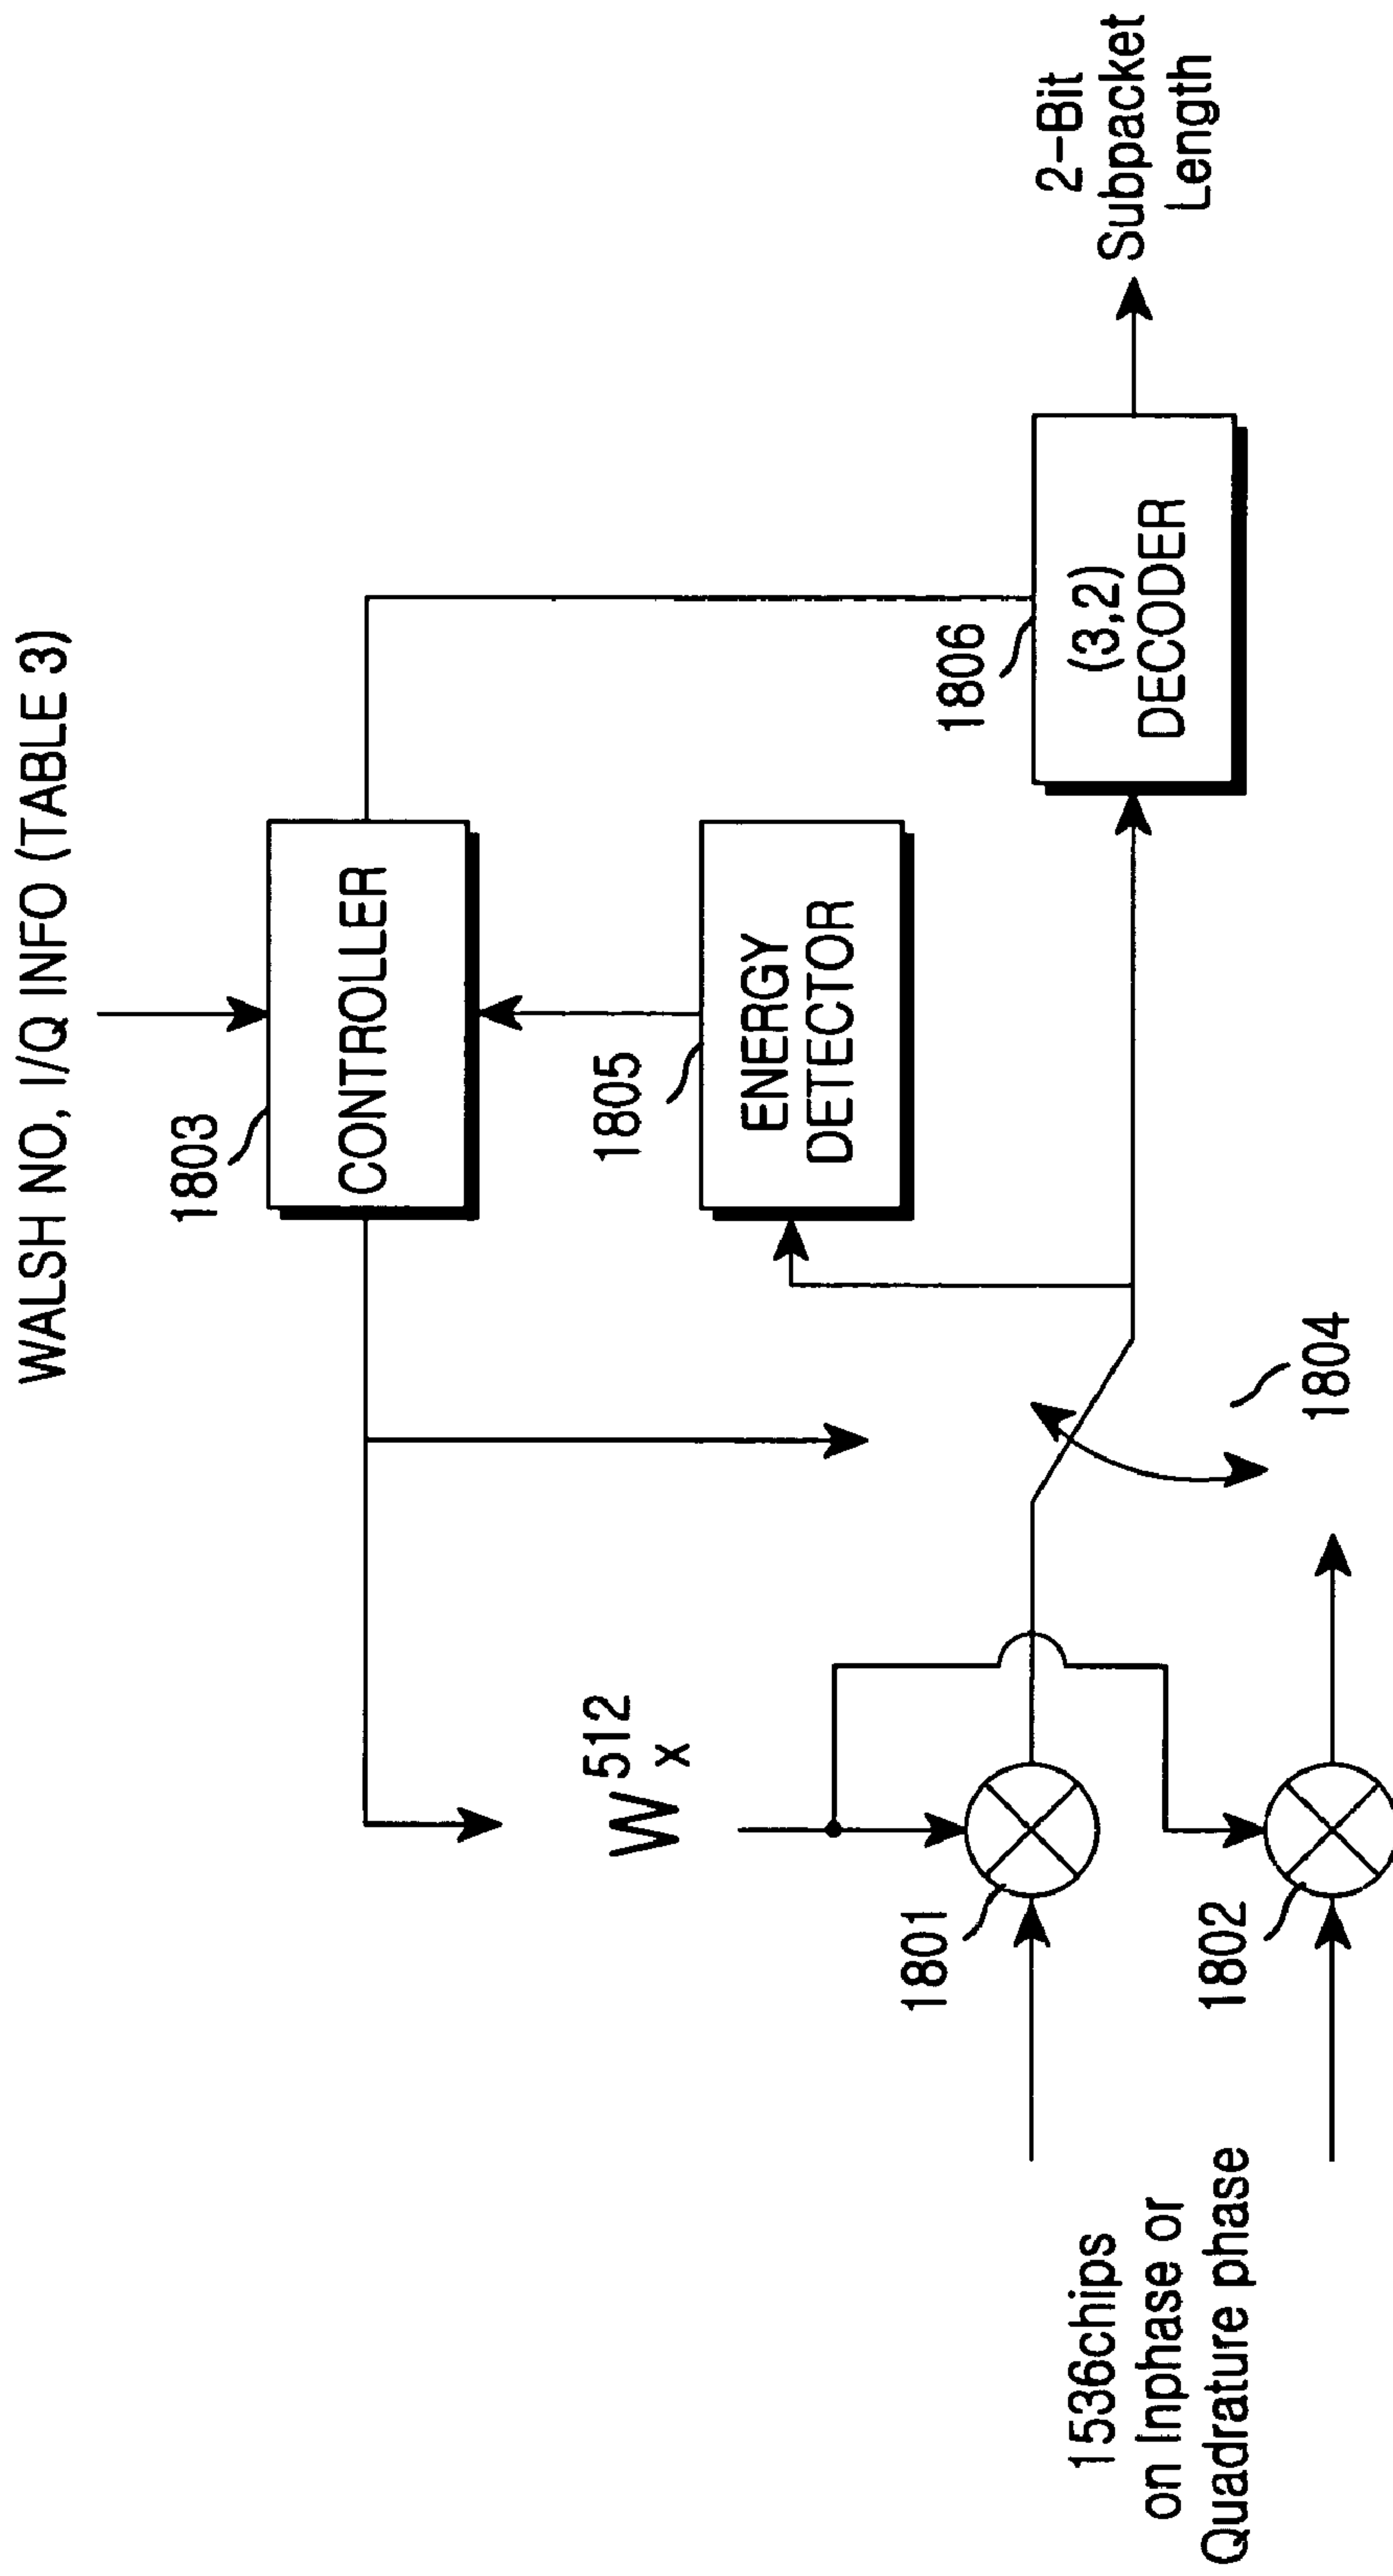 WALSH NO, I/Q INFO (TABLE 3)
1803
CONTROLLER
1805
ENERGY
DETECTOR
W 512
x
1806
(3,2)
DECODER
2-Bit
Subpacket
Length
1801
1804
1802
1536chips
on Inphase or
Quadrature phase